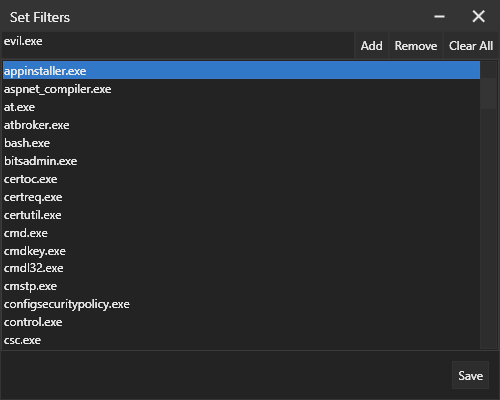 Set Filters
evil.exe Add Remove Clear All
appinstaller.exe
aspnet_compiler.exe
at.exe
atbroker.exe
bash.exe
bitsadmin.exe
certoc.exe
certreq.exe
certutil.exe
cmd.exe
cmdkey.exe
cmdl32.exe
cmstp.exe
configsecuritypolicy.exe
control.exe
csc.exe
Save